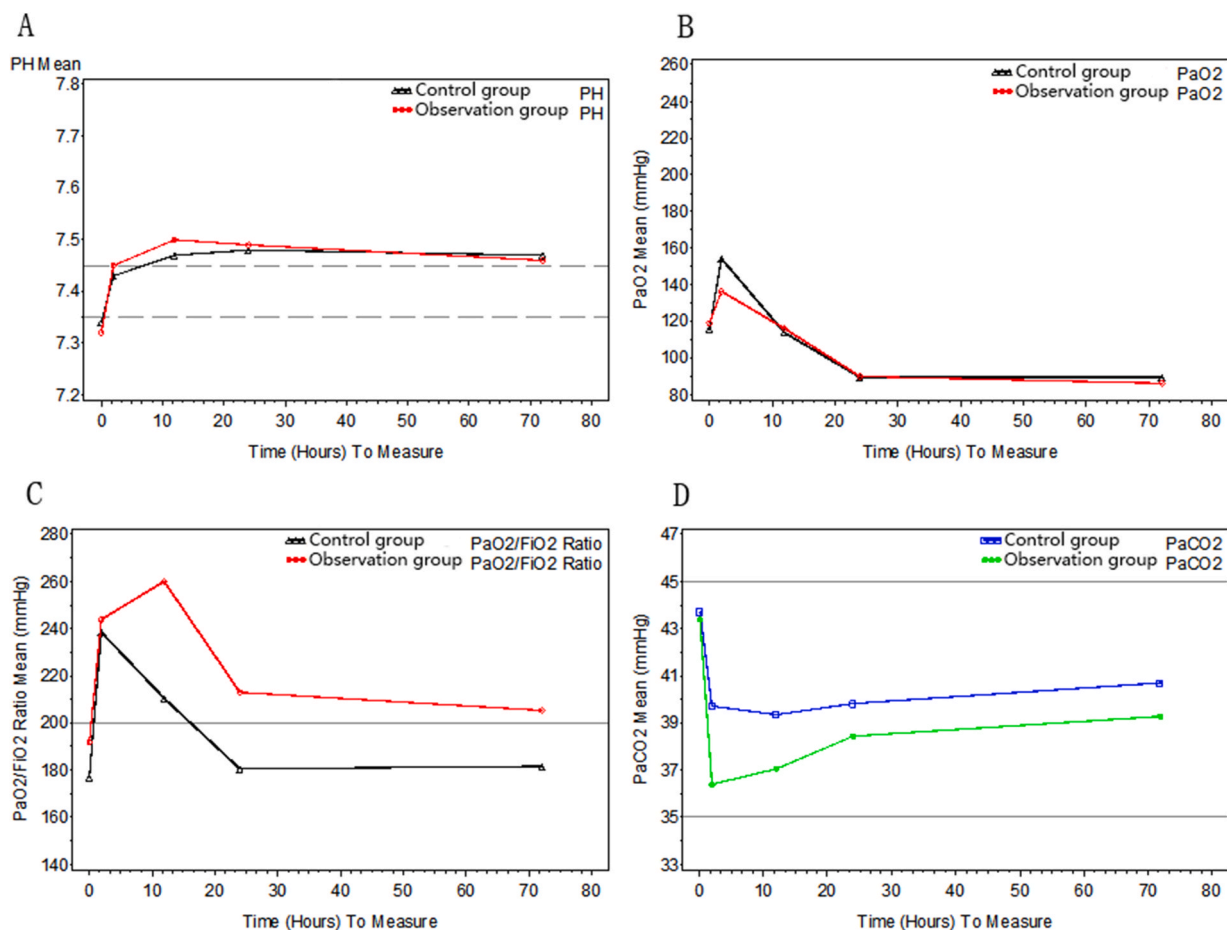 A
PH Mean
7.8
7.7
7.6
7.5
7.4
7.3
7.2
Control group PH
Observation group PH
0 10 20 30 40 50 60 70 80
Time (Hours) To Measure
B
PaO2 Mean (mmHg)
260
240
220
200
180
160
140
120
100
80
Control group PaO2
Observation group PaO2
0 10 20 30 40 50 60 70 80
Time (Hours) To Measure
C
PaO2/FiO2 Ratio Mean (mmHg)
280
260
240
220
200
180
160
140
Control group PaO2/FiO2 Ratio
Observation group PaO2/FiO2 Ratio
0 10 20 30 40 50 60 70 80
Time (Hours) To Measure
D
PaCO2 Mean (mmHg)
47
45
43
41
39
37
35
33
Control group PaCO2
Observation group PaCO2
0 10 20 30 40 50 60 70 80
Time (Hours) To Measure